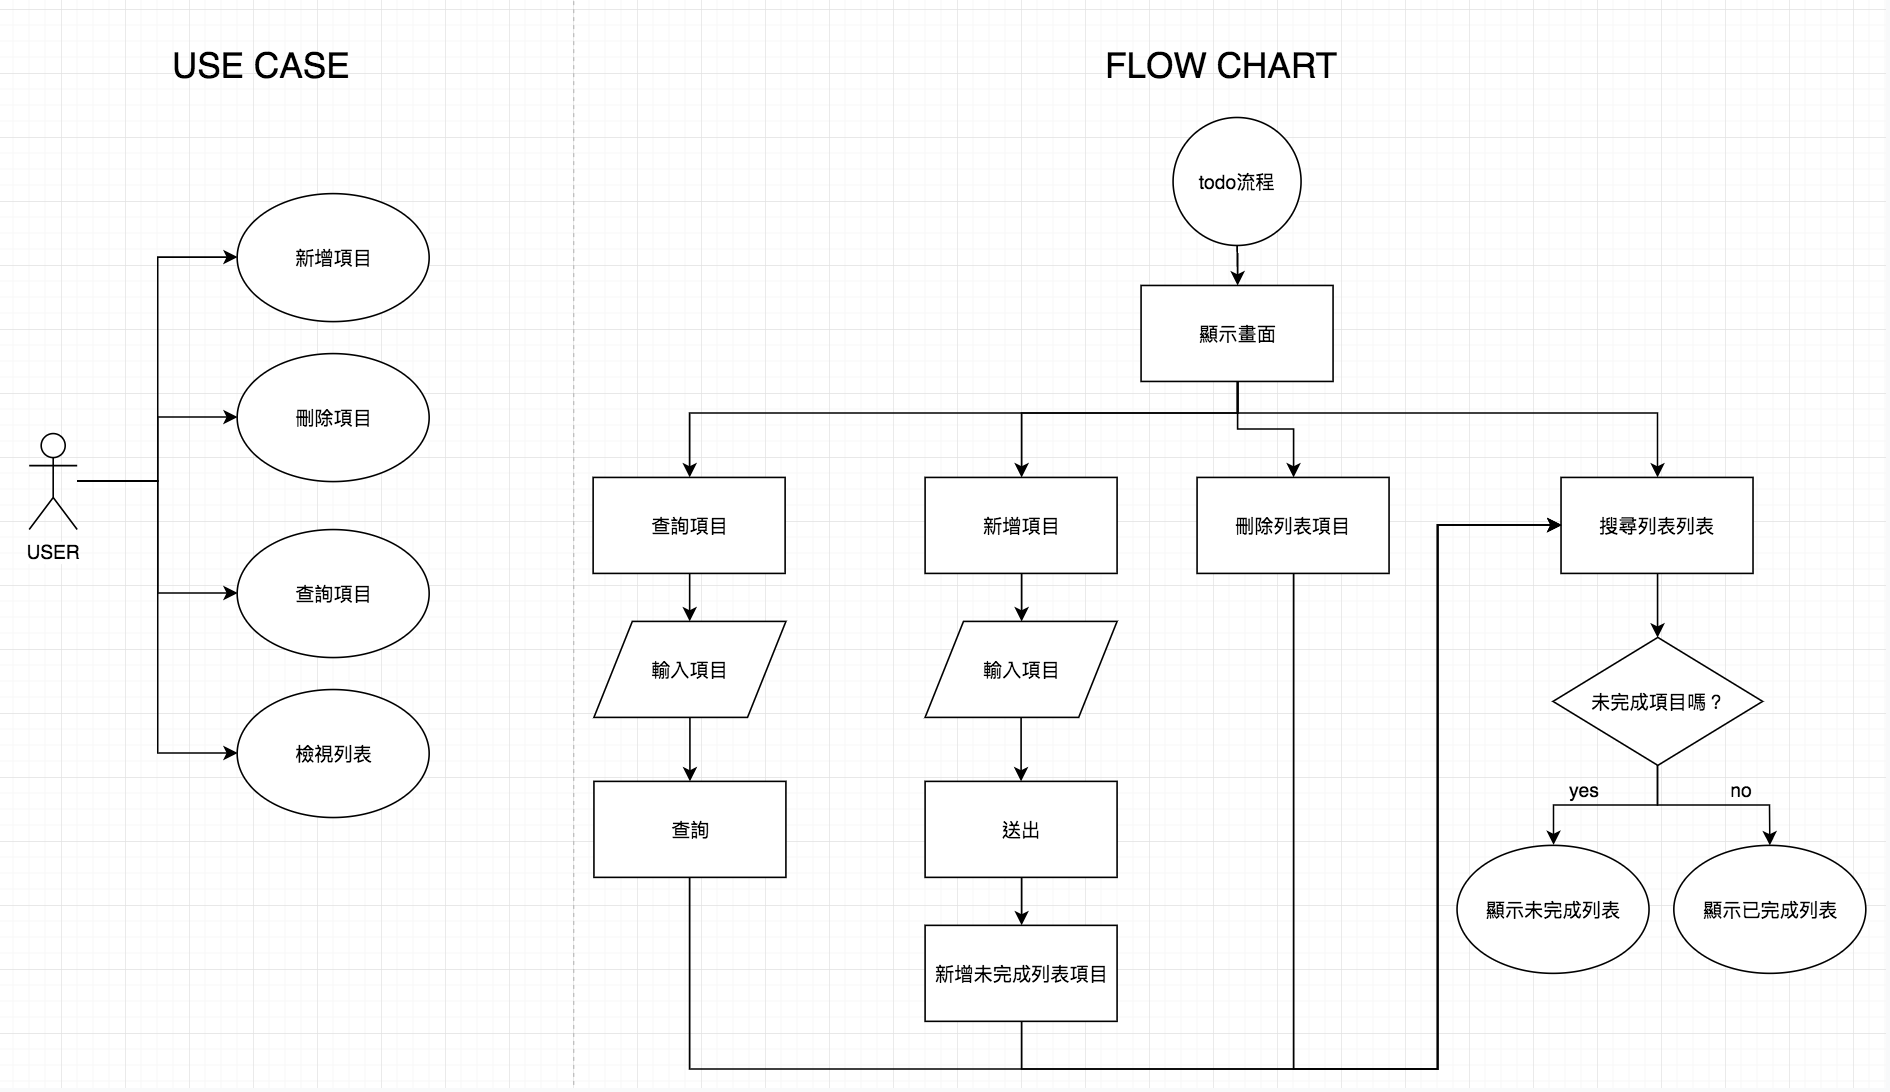 USE CASE
新增項目
刪除項目
USER
查詢項目
檢視列表
FLOW CHART
todo流程
顯示畫面
查詢項目
新增項目
刪除列表項目
搜尋列表列表
輸入項目
輸入項目
未完成項目嗎？
yes
no
查詢
送出
顯示未完成列表
顯示已完成列表
新增未完成列表項目